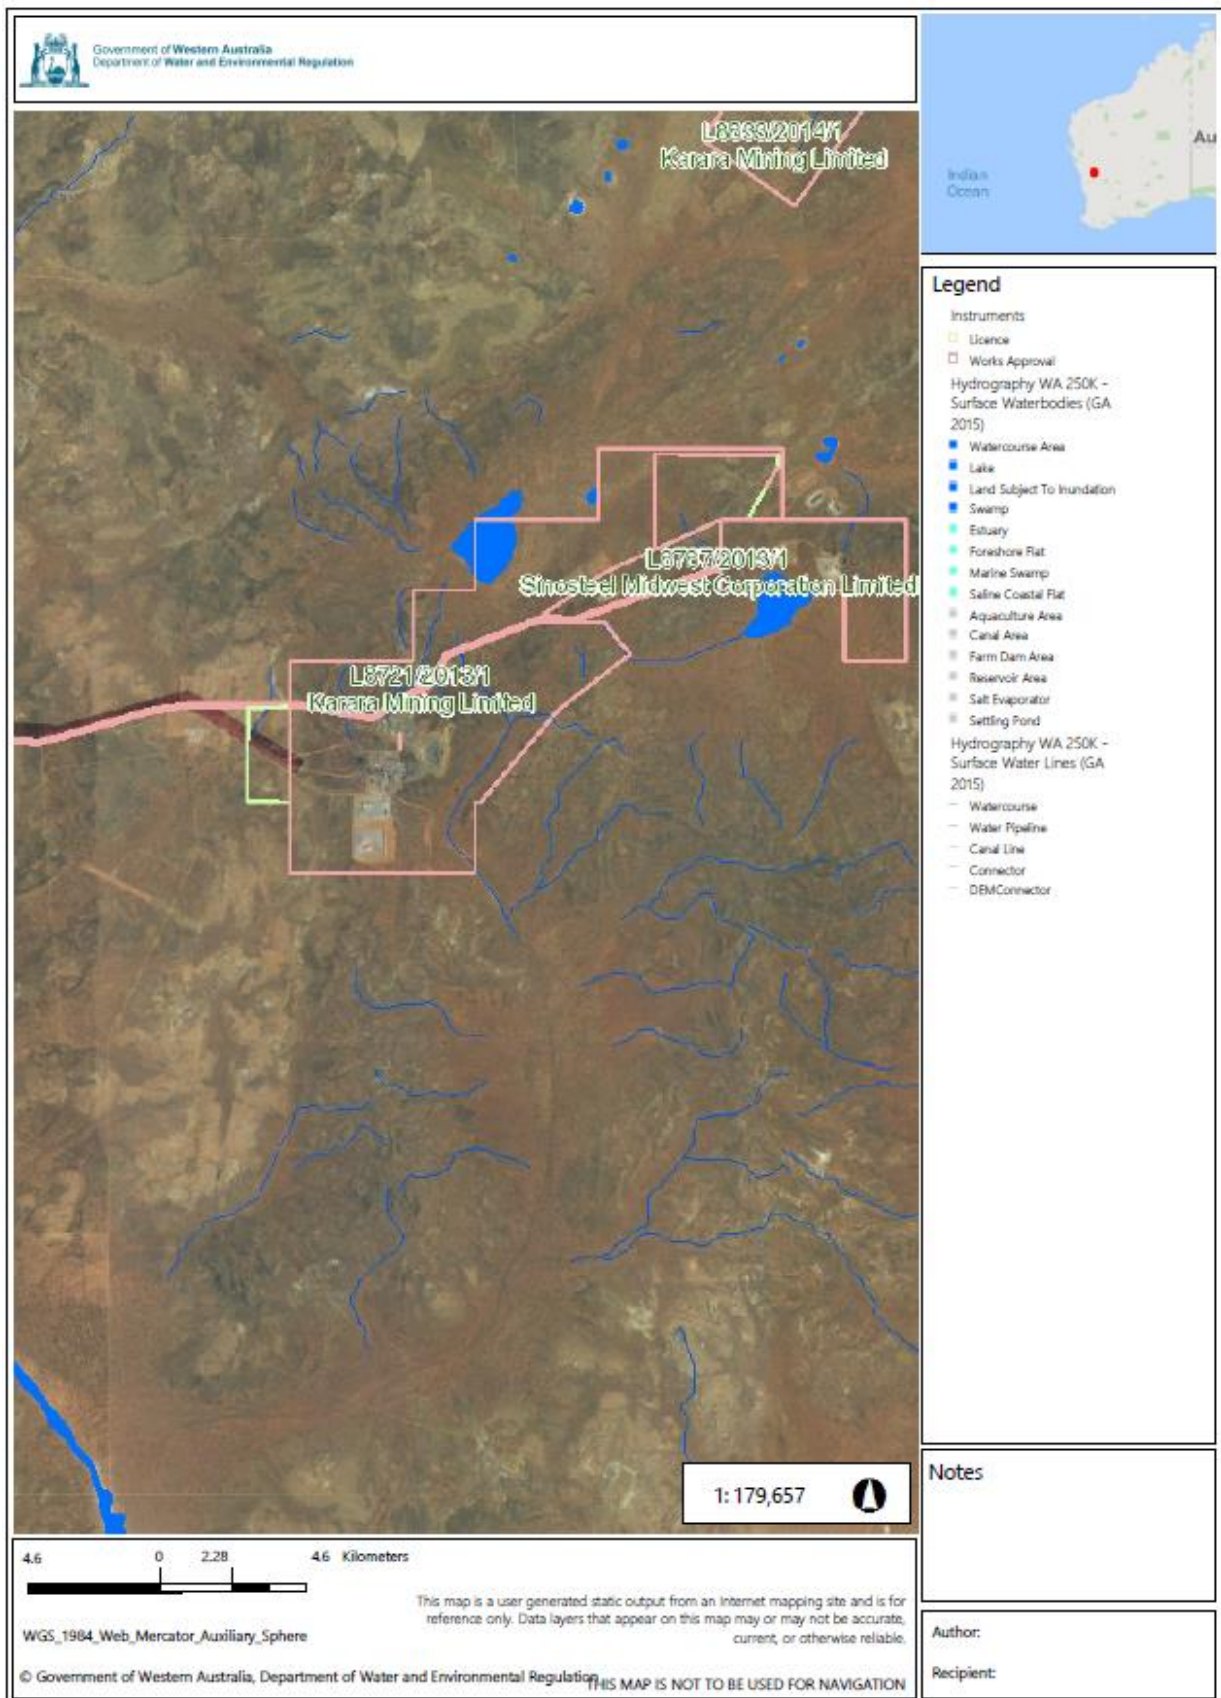 Government of Western Australia
Department of Water and Environmental Regulation
L8693/2014/1
Karara Mining Limited
Au
Indian
Ocean
Legend
Instruments
Licence
Works Approval
Hydrography WA 250K -
Surface Waterbodies (GA
2015)
Watercourse Area
Lake
Land Subject To Inundation
Swamp
Estuary
Foreshore Flat
Marine Swamp
Saline Coastal Flat
Aquaculture Area
Canal Area
Farm Dam Area
Reservoir Area
Salt Evaporator
Settling Pond
Hydrography WA 250K -
Surface Water Lines (GA
2015)
Watercourse
Water Pipeline
Canal Line
Connector
DEMConnector
L8787/2013/1
Sinosteel Midwest Corporation Limited
L8721/2013/1
Karara Mining Limited
1: 179,657
Notes
4.6 0 2.28 4.6 Kilometers
This map is a user generated static output from an Internet mapping site and is for
reference only. Data layers that appear on this map may or may not be accurate,
current, or otherwise reliable.
WGS_1984_Web_Mercator_Auxiliary_Sphere
© Government of Western Australia, Department of Water and Environmental Regulation
THIS MAP IS NOT TO BE USED FOR NAVIGATION
Author:
Recipient: